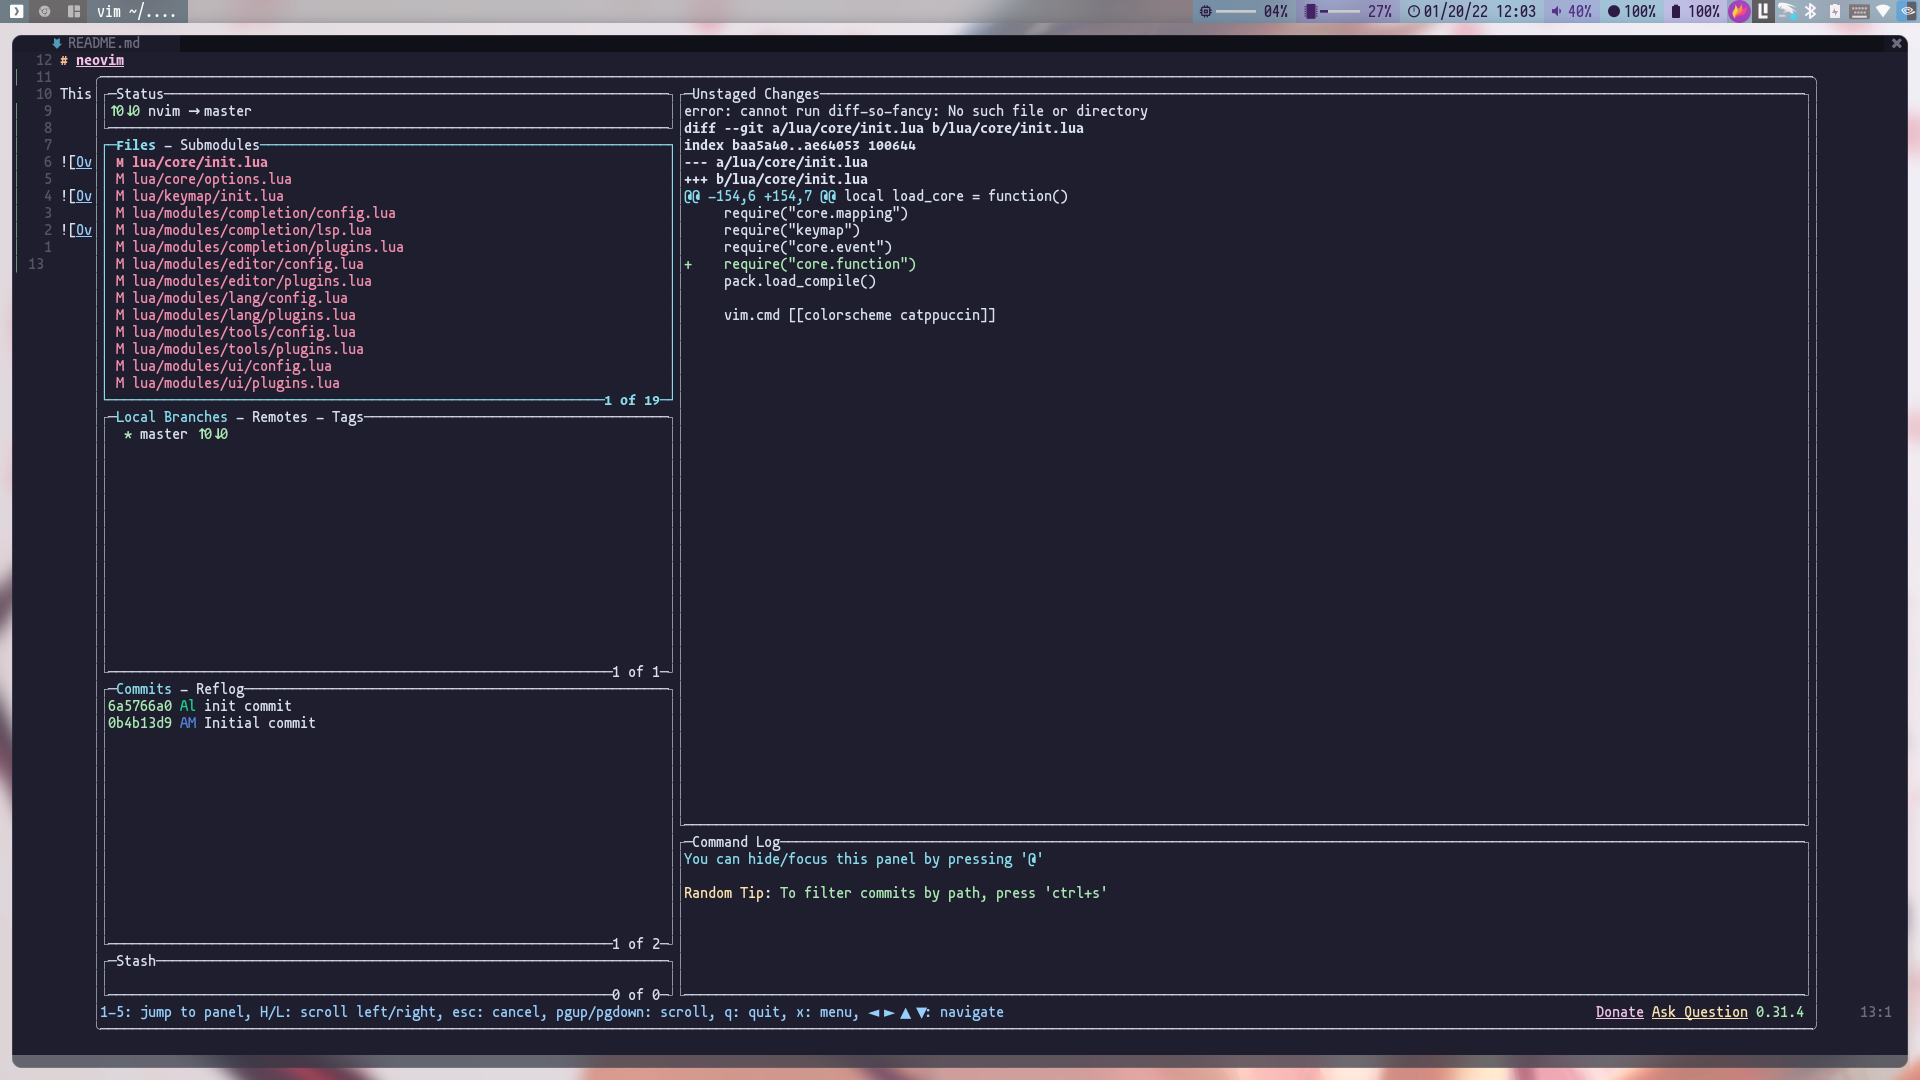 vim ~/....
04%
27%
01/20/22 12:03
40%
100%
100%
README.md
12 # neovim
11
10 This
9
8
7
6 ![Ov
5
4 ![Ov
3
2 ![Ov
1
13
Status
↑0↓0 nvim → master
Files - Submodules
M lua/core/init.lua
M lua/core/options.lua
M lua/keymap/init.lua
M lua/modules/completion/config.lua
M lua/modules/completion/lsp.lua
M lua/modules/completion/plugins.lua
M lua/modules/editor/config.lua
M lua/modules/editor/plugins.lua
M lua/modules/lang/config.lua
M lua/modules/lang/plugins.lua
M lua/modules/tools/config.lua
M lua/modules/tools/plugins.lua
M lua/modules/ui/config.lua
M lua/modules/ui/plugins.lua
1 of 19
Local Branches - Remotes - Tags
* master ↑0↓0
1 of 1
Commits - Reflog
6a5766a0 Al init commit
0b4b13d9 AM Initial commit
1 of 2
Stash
0 of 0
Unstaged Changes
error: cannot run diff-so-fancy: No such file or directory
diff --git a/lua/core/init.lua b/lua/core/init.lua
index baa5a40..ae64053 100644
--- a/lua/core/init.lua
+++ b/lua/core/init.lua
@@ -154,6 +154,7 @@ local load_core = function()
require("core.mapping")
require("keymap")
require("core.event")
+ require("core.function")
pack.load_compile()
vim.cmd [[colorscheme catppuccin]]
Command Log
You can hide/focus this panel by pressing '@'
Random Tip: To filter commits by path, press 'ctrl+s'
1-5: jump to panel, H/L: scroll left/right, esc: cancel, pgup/pgdown: scroll, q: quit, x: menu, ◄ ► ▲ ▼: navigate
Donate Ask Question 0.31.4
13:1